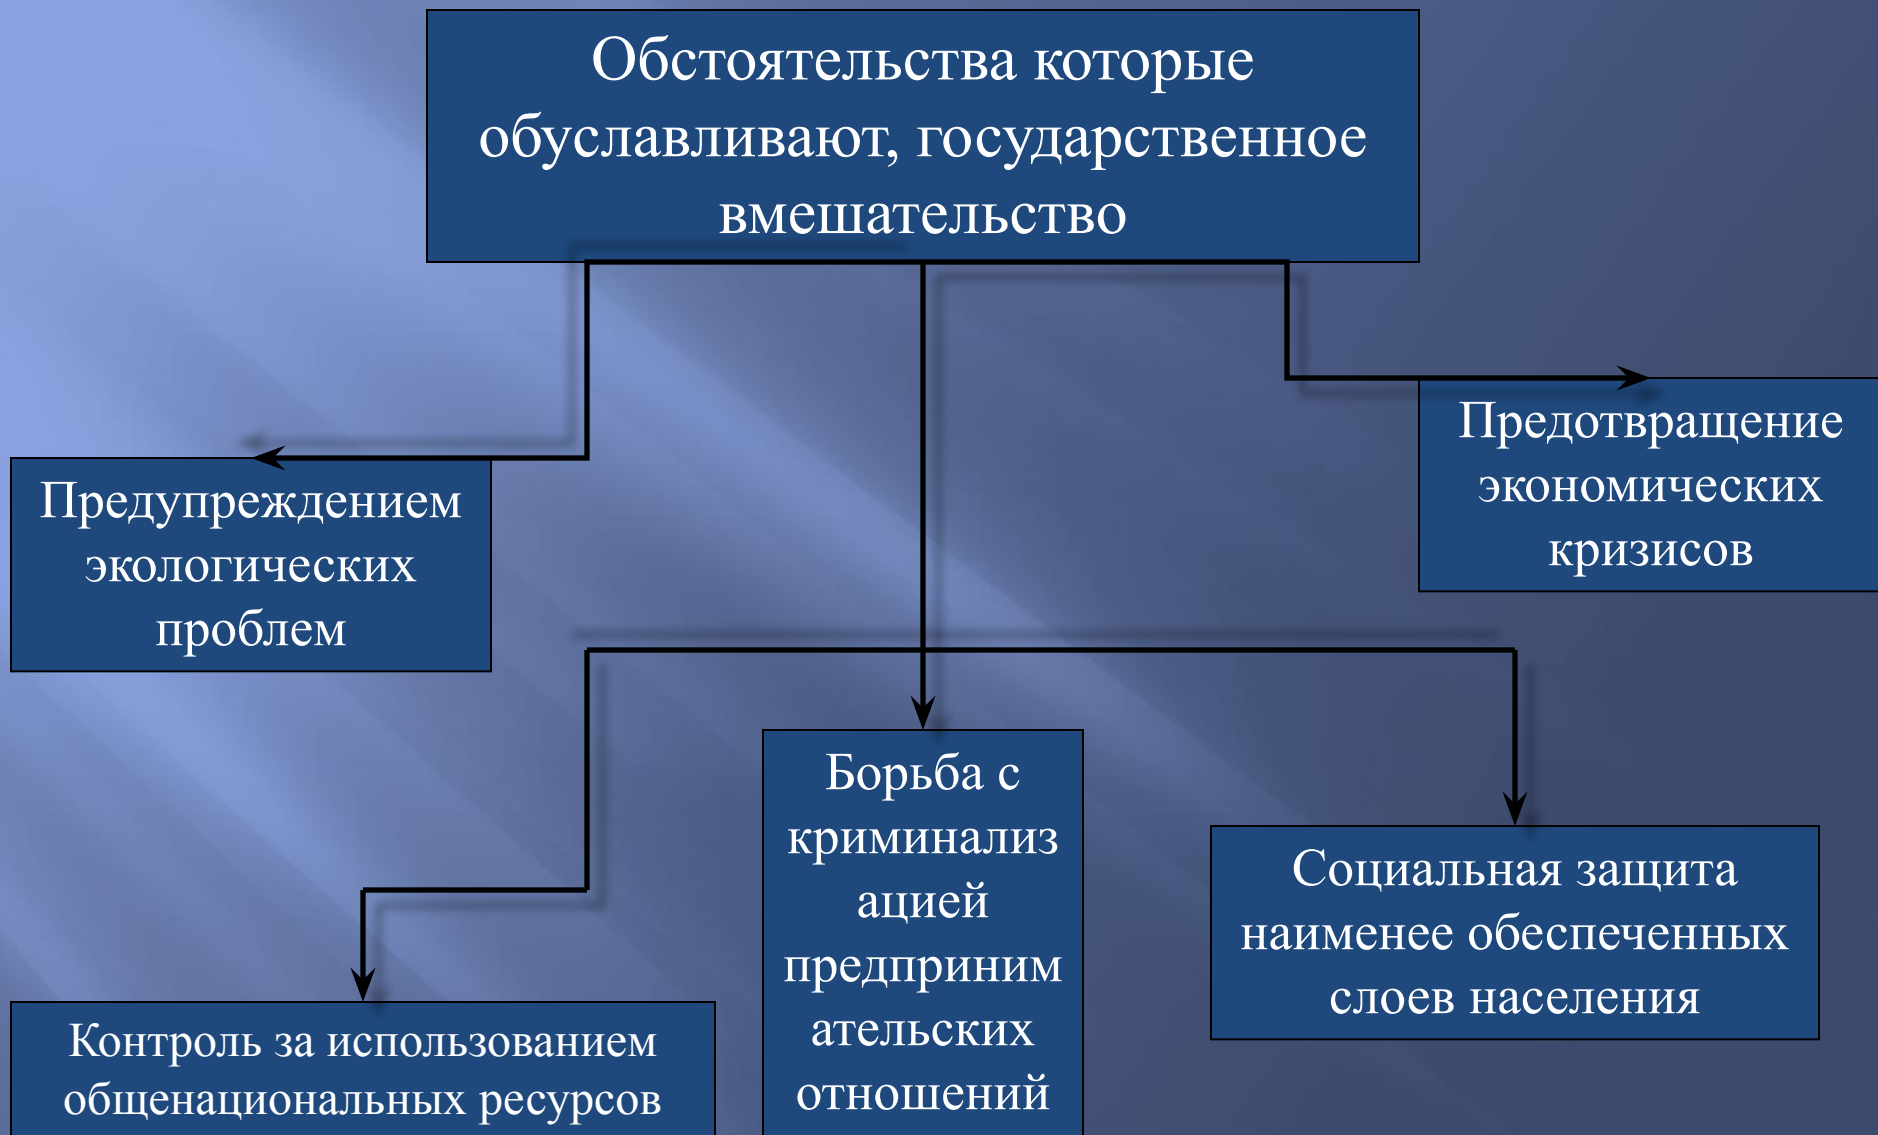 Обстоятельства которые
обуславливают, государственное
вмешательство
Предупреждением
экологических
проблем
Предотвращение
экономических
кризисов
Борьба с
криминализ
ацией
предприним
ательских
отношений
Социальная защита
наименее обеспеченных
слоев населения
Контроль за использованием
общенациональных ресурсов